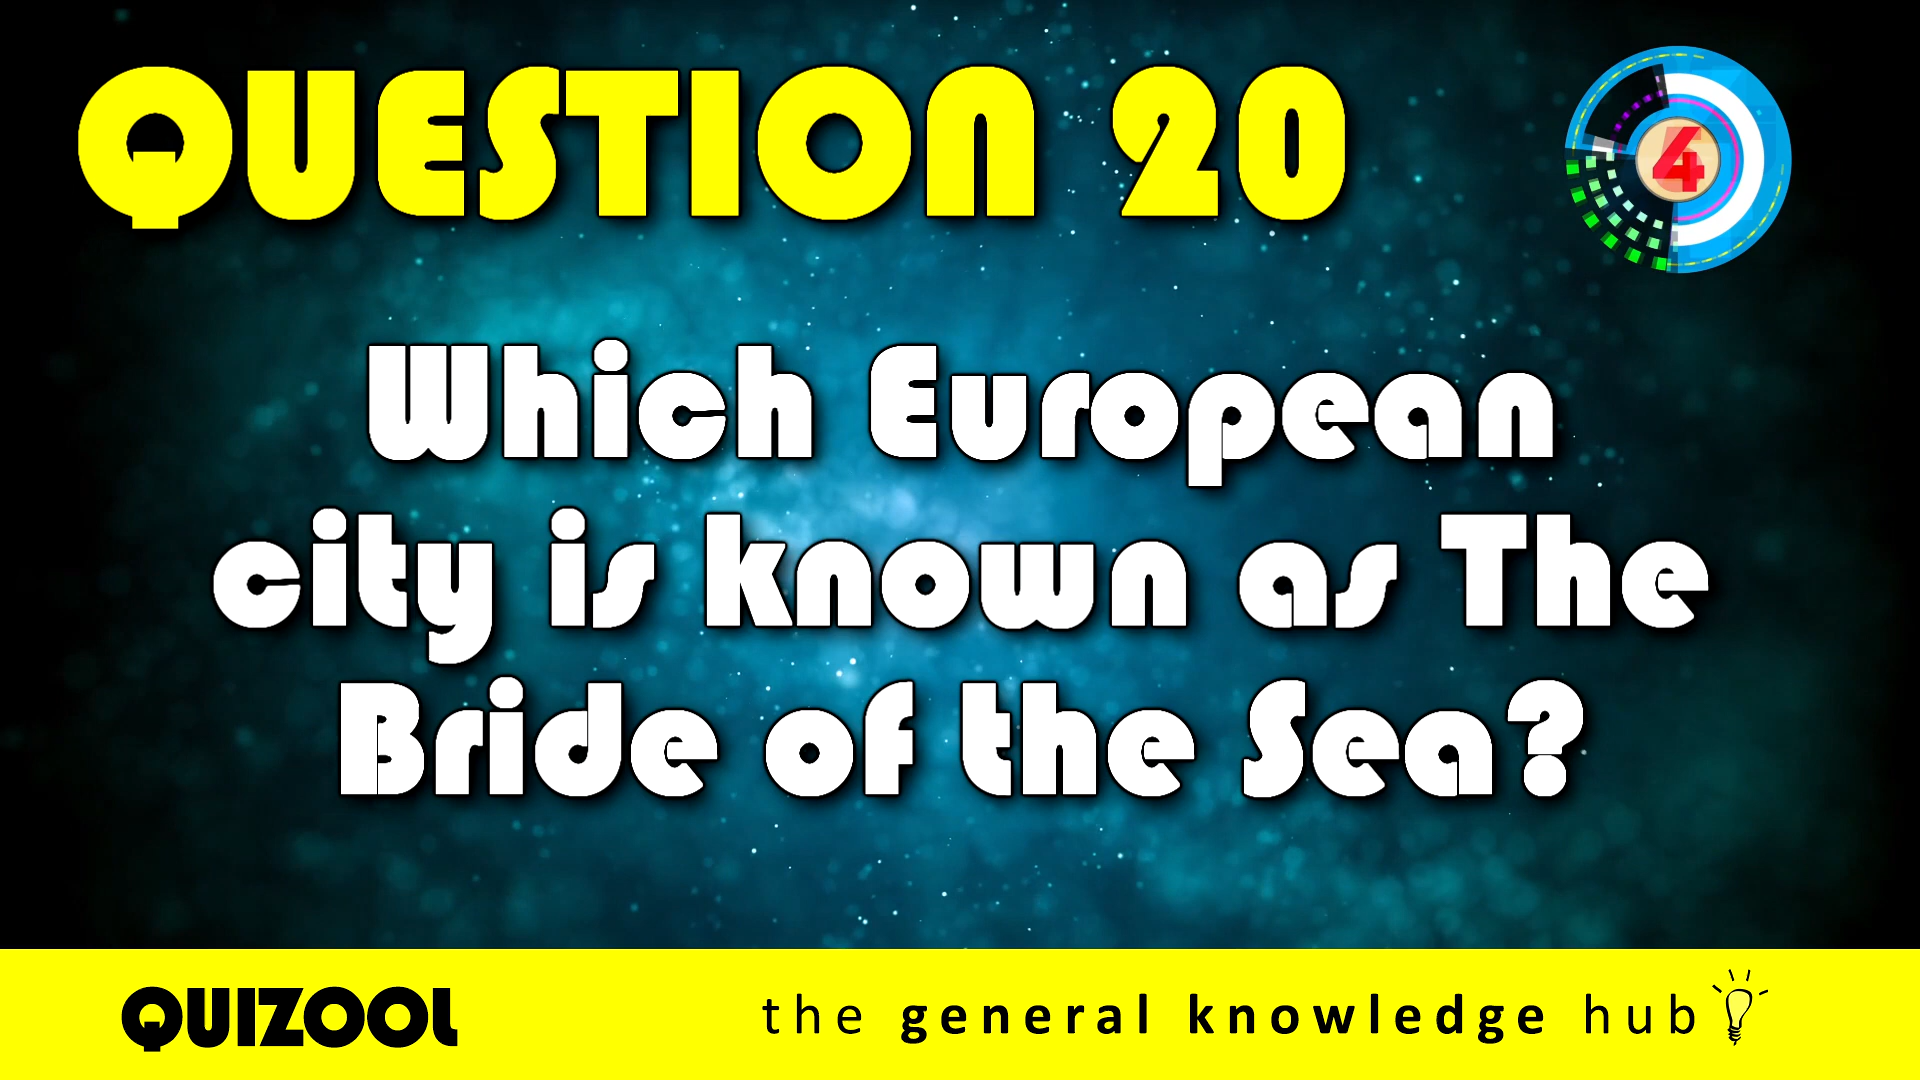 QUESTION 20
4
Which European
city is known as The
Bride of the Sea?
QUIZOOL
the general knowledge hub